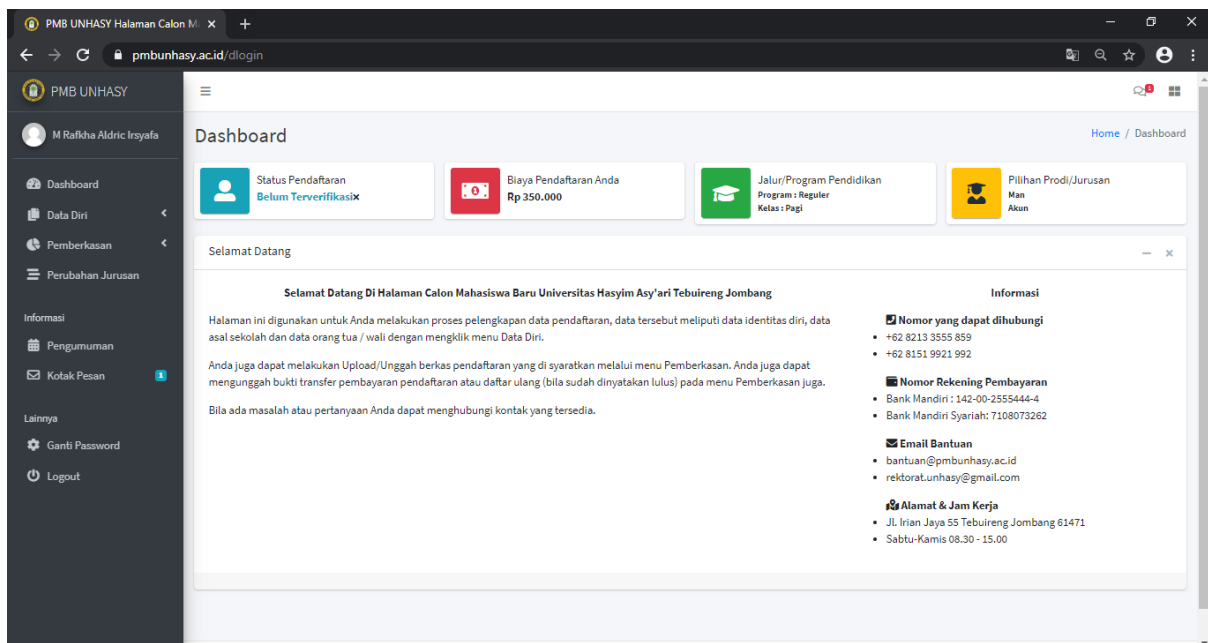 PMB UNHASY Halaman Calon M
pmbunhasy.ac.id/dlogin
PMB UNHASY
1
M Rafkha Aldric Irsyafa
Dashboard
Home / Dashboard
Dashboard
Data Diri
Pemberkasan
Perubahan Jurusan
Informasi
Pengumuman
Kotak Pesan 1
Lainnya
Ganti Password
Logout
Status Pendaftaran
Belum Terverifikasi×
Biaya Pendaftaran Anda
Rp 350.000
Jalur/Program Pendidikan
Program : Reguler
Kelas : Pagi
Pilihan Prodi/Jurusan
Man
Akun
Selamat Datang
Selamat Datang Di Halaman Calon Mahasiswa Baru Universitas Hasyim Asy'ari Tebuireng Jombang
Halaman ini digunakan untuk Anda melakukan proses pelengkapan data pendaftaran, data tersebut meliputi data identitas diri, data
asal sekolah dan data orang tua / wali dengan mengklik menu Data Diri.
Anda juga dapat melakukan Upload/Unggah berkas pendaftaran yang di syaratkan melalui menu Pemberkasan. Anda juga dapat
mengunggah bukti transfer pembayaran pendaftaran atau daftar ulang (bila sudah dinyatakan lulus) pada menu Pemberkasan juga.
Bila ada masalah atau pertanyaan Anda dapat menghubungi kontak yang tersedia.
Informasi
Nomor yang dapat dihubungi
• +62 8213 3555 859
• +62 8151 9921 992
Nomor Rekening Pembayaran
• Bank Mandiri : 142-00-2555444-4
• Bank Mandiri Syariah: 7108073262
Email Bantuan
• bantuan@pmbunhasy.ac.id
• rektorat.unhasy@gmail.com
Alamat & Jam Kerja
• Jl. Irian Jaya 55 Tebuireng Jombang 61471
• Sabtu-Kamis 08.30 - 15.00